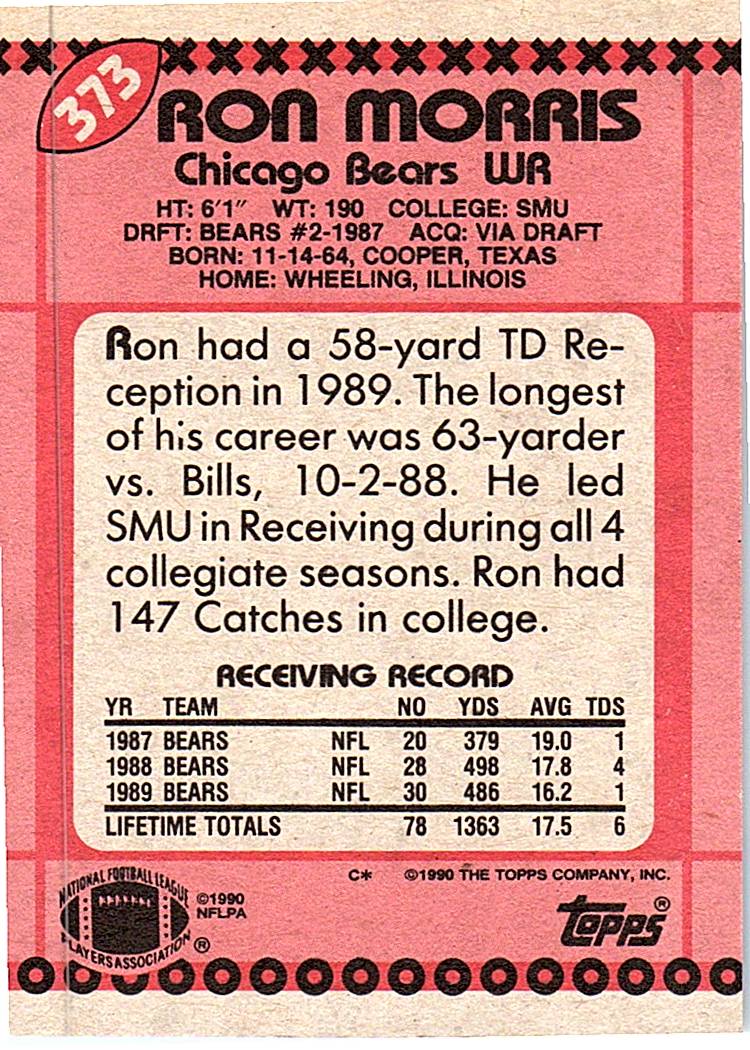 373
RON MORRIS
Chicago Bears WR
HT: 6'1" WT: 190 COLLEGE: SMU
DRFT: BEARS #2-1987 ACQ: VIA DRAFT
BORN: 11-14-64, COOPER, TEXAS
HOME: WHEELING, ILLINOIS
Ron had a 58-yard TD Re-
ception in 1989. The longest
of his career was 63-yarder
vs. Bills, 10-2-88. He led
SMU in Receiving during all 4
collegiate seasons. Ron had
147 Catches in college.
RECEIVING RECORD
YR TEAM NO YDS AVG TDS
1987 BEARS NFL 20 379 19.0 1
1988 BEARS NFL 28 498 17.8 4
1989 BEARS NFL 30 486 16.2 1
LIFETIME TOTALS 78 1363 17.5 6
C* ©1990 THE TOPPS COMPANY, INC.
NATIONAL FOOTBALL LEAGUE
PLAYERS ASSOCIATION ®
©1990
NFLPA
Topps ®